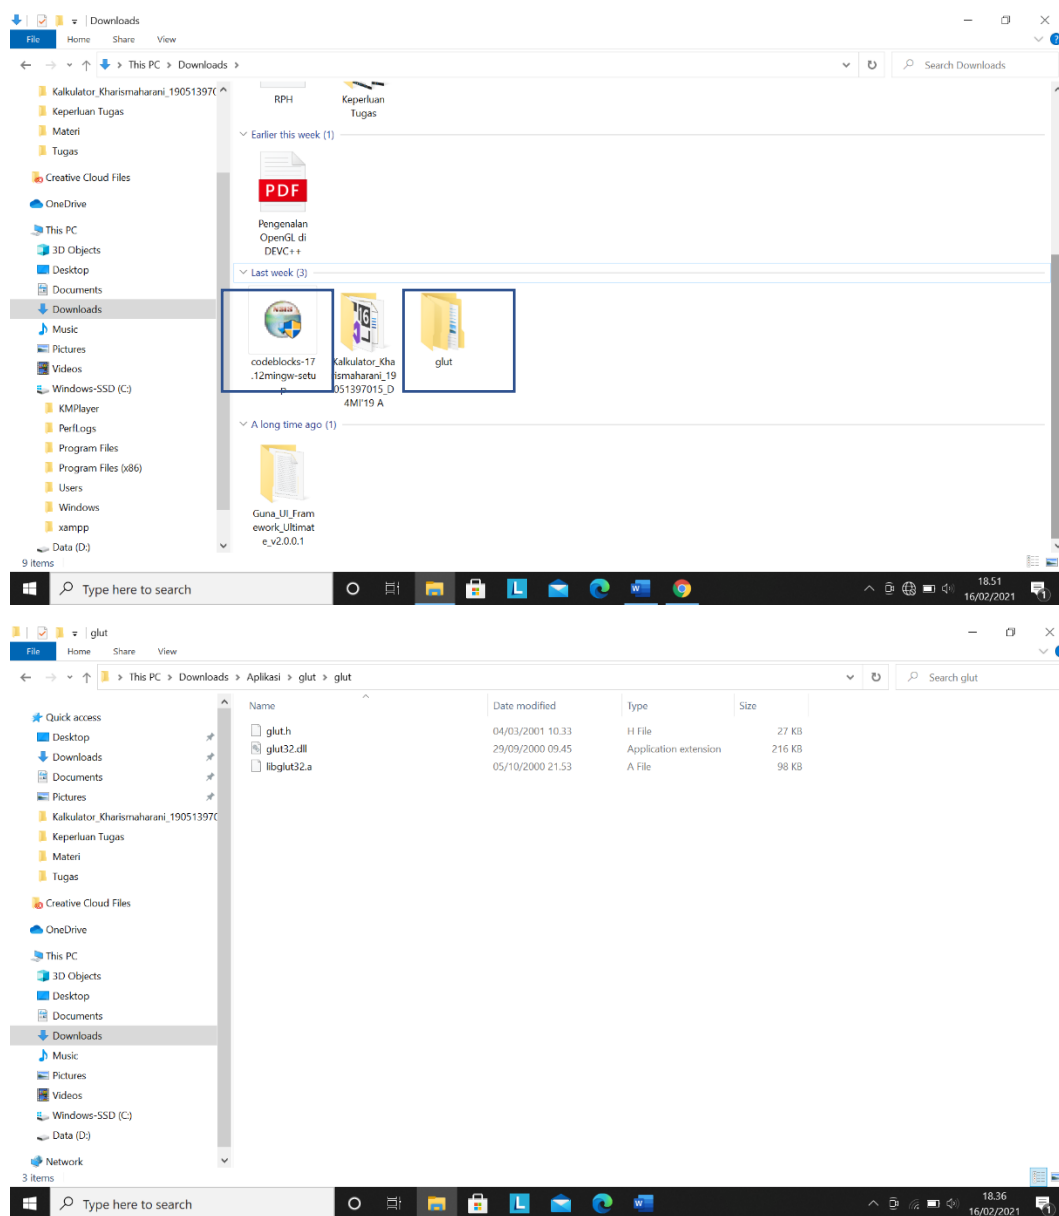 Downloads
File Home Share View
This PC > Downloads >
Search Downloads
Kalkulator_Kharismaharani_19051397(
Keperluan Tugas
Materi
Tugas
Creative Cloud Files
OneDrive
This PC
3D Objects
Desktop
Documents
Downloads
Music
Pictures
Videos
Windows-SSD (C:)
KMPlayer
PerfLogs
Program Files
Program Files (x86)
Users
Windows
xampp
Data (D:)
9 items
RPH
Keperluan
Tugas
Earlier this week (1)
PDF
Pengenalan
OpenGL di
DEVC++
Last week (3)
codeblocks-17
.12mingw-setu
p
Kalkulator_Kha
rismaharani_19
051397015_D
4MI'19 A
glut
A long time ago (1)
Guna_UI_Fram
ework_Ultimat
e_v2.0.0.1
Type here to search
18.51
16/02/2021
glut
File Home Share View
This PC > Downloads > Aplikasi > glut > glut
Search glut
Quick access
Desktop
Downloads
Documents
Pictures
Kalkulator_Kharismaharani_19051397(
Keperluan Tugas
Materi
Tugas
Creative Cloud Files
OneDrive
This PC
3D Objects
Desktop
Documents
Downloads
Music
Pictures
Videos
Windows-SSD (C:)
Data (D:)
Network
3 items
Name Date modified Type Size
glut.h 04/03/2001 10.33 H File 27 KB
glut32.dll 29/09/2000 09.45 Application extension 216 KB
libglut32.a 05/10/2000 21.53 A File 98 KB
Type here to search
18.36
16/02/2021